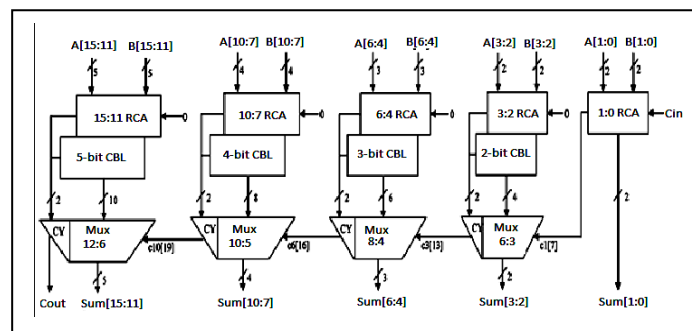 A[15:11] B[15:11] A[10:7] B[10:7] A[6:4] B[6:4] A[3:2] B[3:2] A[1:0] B[1:0]
5 5 4 4 3 3 2 2 2 2
15:11 RCA 0 10:7 RCA 0 6:4 RCA 0 3:2 RCA 0 1:0 RCA Cin
5-bit CBL 4-bit CBL 3-bit CBL 2-bit CBL
2 10 2 8 2 6 2 4 2
CY Mux 12:6 c10[19] CY Mux 10:5 c6[16] CY Mux 8:4 c3[13] CY Mux 6:3 c1[7]
5 4 3 2
Cout Sum[15:11] Sum[10:7] Sum[6:4] Sum[3:2] Sum[1:0]